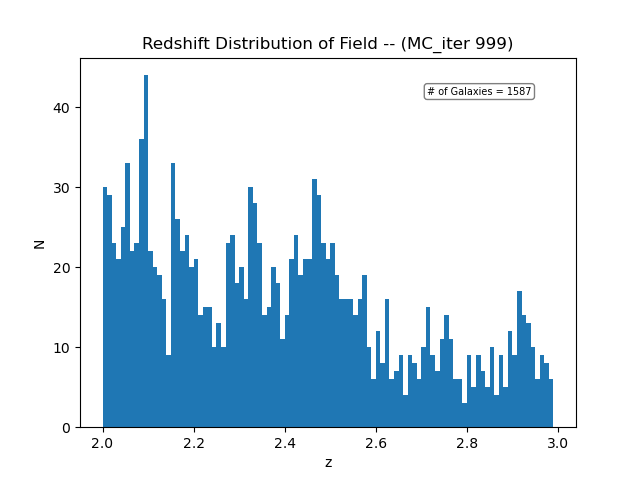 Redshift Distribution of Field -- (MC_iter 999)
# of Galaxies = 1587
40
30
20
10
0
N
2.0 2.2 2.4 2.6 2.8 3.0
z